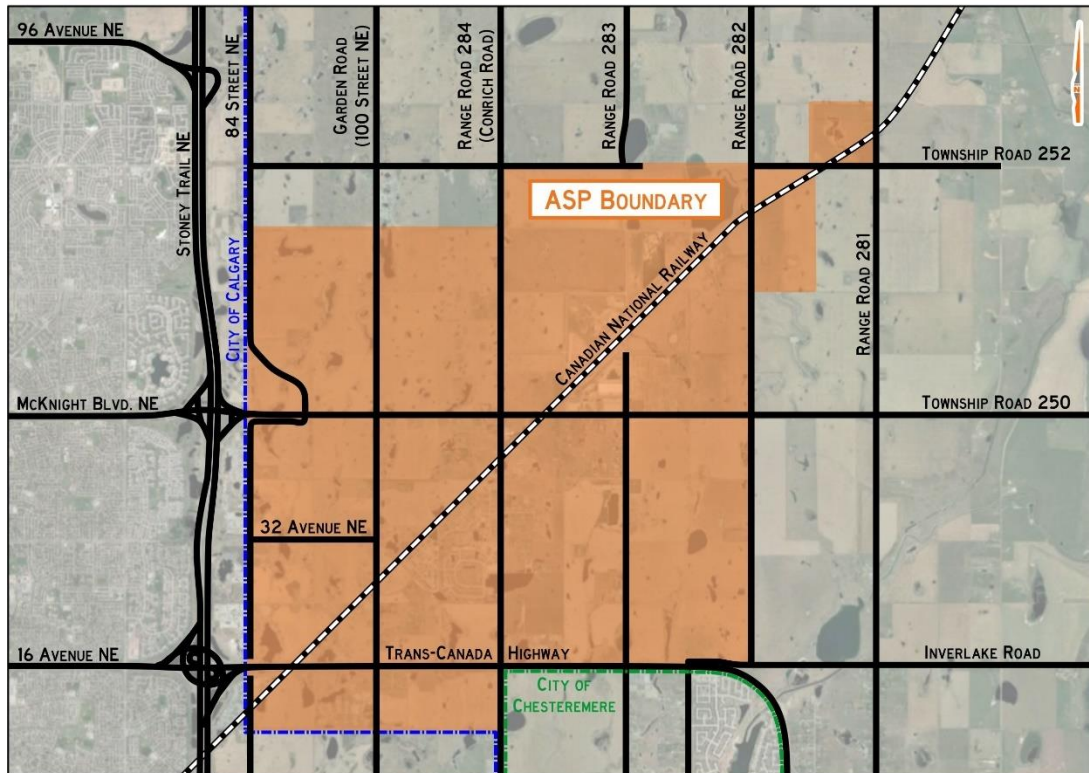 96 Avenue NE
Stoney Trail NE
84 Street NE
City of Calgary
Garden Road
(100 Street NE)
Range Road 284
(Conrich Road)
Range Road 283
Range Road 282
N
Township Road 252
ASP Boundary
Canadian National Railway
Range Road 281
McKnight Blvd. NE
Township Road 250
32 Avenue NE
16 Avenue NE
Trans-Canada Highway
Inverlake Road
City of
Chesteremere